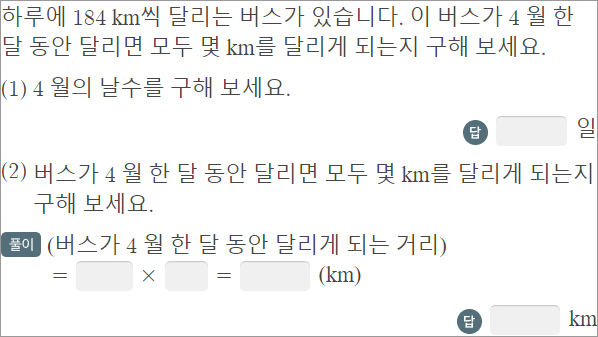 하루에 184 km씩 달리는 버스가 있습니다. 이 버스가 4 월 한
달 동안 달리면 모두 몇 km를 달리게 되는지 구해 보세요.
(1) 4 월의 날수를 구해 보세요.
답 일
(2) 버스가 4 월 한 달 동안 달리면 모두 몇 km를 달리게 되는지
구해 보세요.
풀이 (버스가 4 월 한 달 동안 달리게 되는 거리)
= × = (km)
답 km